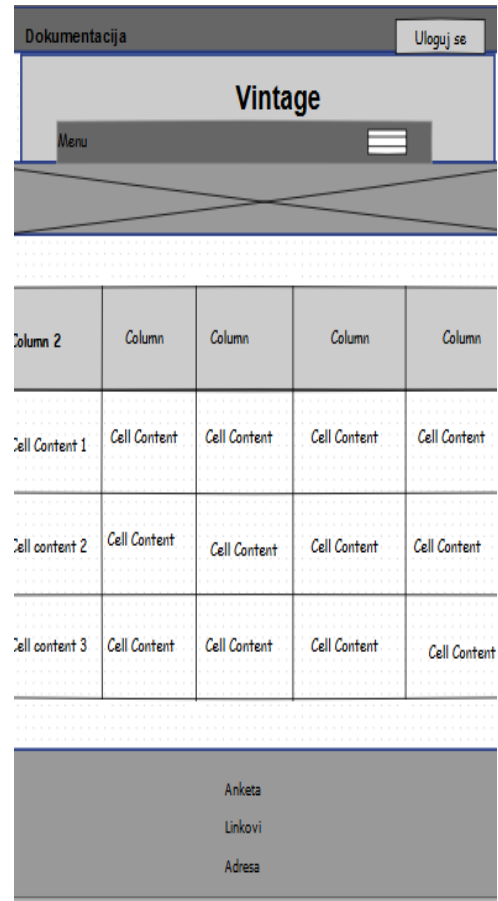 Dokumentacija
Uloguj se
Vintage
Menu
Column 2 Column Column Column Column
Cell Content 1 Cell Content Cell Content Cell Content Cell Content
Cell content 2 Cell Content Cell Content Cell Content Cell Content
Cell content 3 Cell Content Cell Content Cell Content Cell Content
Anketa
Linkovi
Adresa